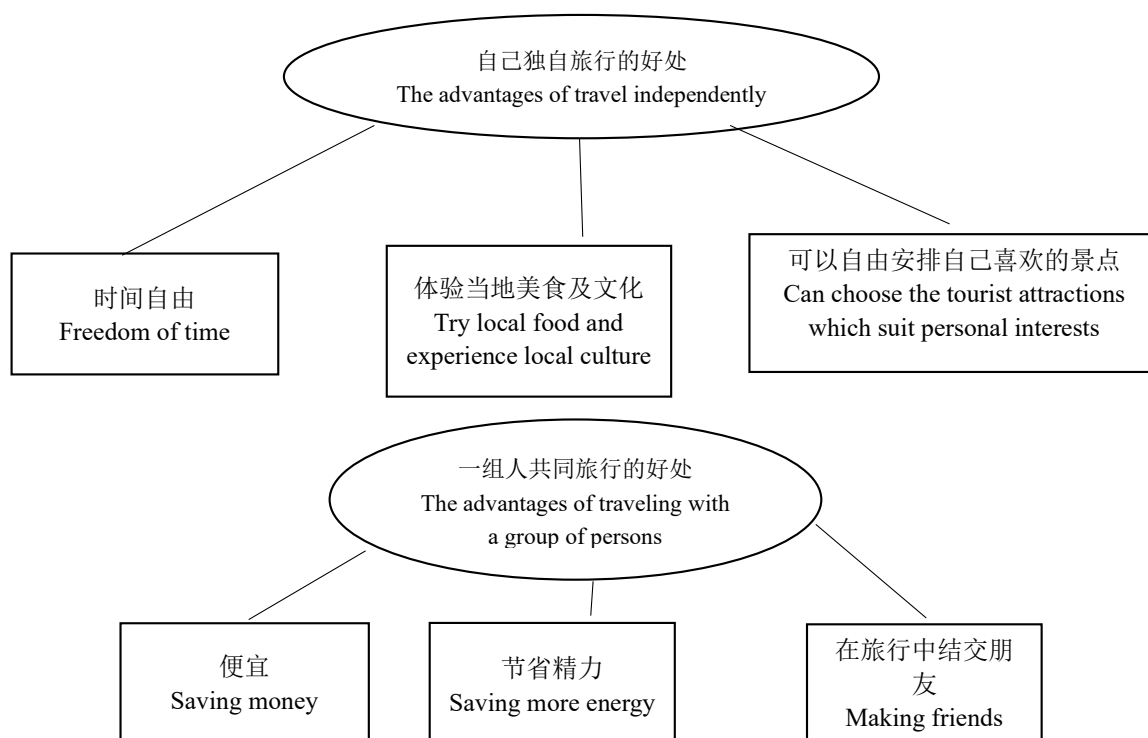 自己独自旅行的好处
The advantages of travel independently
时间自由
Freedom of time
体验当地美食及文化
Try local food and
experience local culture
可以自由安排自己喜欢的景点
Can choose the tourist attractions
which suit personal interests
一组人共同旅行的好处
The advantages of traveling with
a group of persons
便宜
Saving money
节省精力
Saving more energy
在旅行中结交朋
友
Making friends